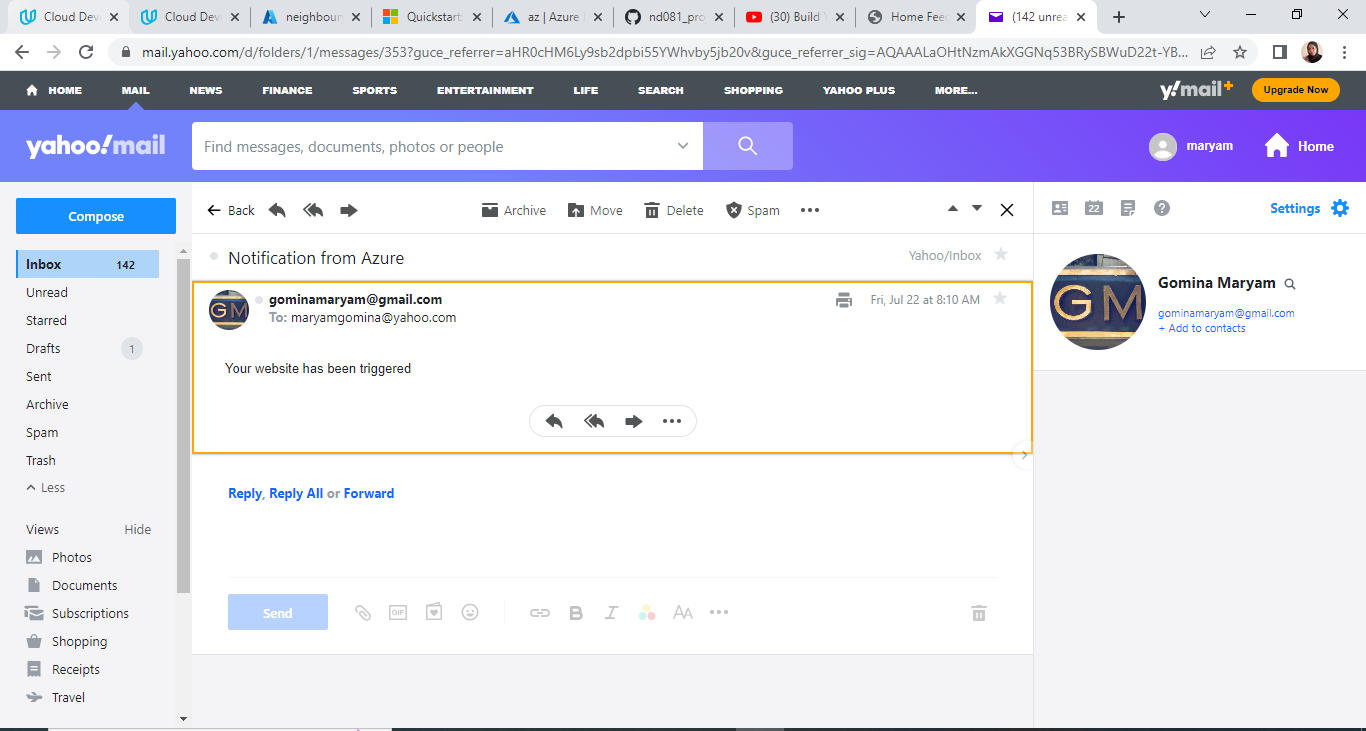 Cloud Deve
Cloud Deve
neighbour
Quickstart
az | Azure
nd081_pro
(30) Build Y
Home Feed
(142 unrea
mail.yahoo.com/d/folders/1/messages/353?guce_referrer=aHR0cHM6Ly9sb2dpbi55YWhvby5jb20v&guce_referrer_sig=AQAAALaOHtNzmAkXGGNq53BRySBWuD22t-YB...
HOME MAIL NEWS FINANCE SPORTS ENTERTAINMENT LIFE SEARCH SHOPPING YAHOO PLUS MORE... y!mail+ Upgrade Now
yahoo!mail Find messages, documents, photos or people maryam Home
Compose
Back Archive Move Delete Spam 22 Settings
Inbox 142
Unread
Starred
Drafts 1
Sent
Archive
Spam
Trash
Less
Views Hide
Photos
Documents
Subscriptions
Shopping
Receipts
Travel
Notification from Azure Yahoo/Inbox
GM gominamaryam@gmail.com Fri, Jul 22 at 8:10 AM
To: maryamgomina@yahoo.com
Your website has been triggered
Reply, Reply All or Forward
Send GIF B I AA
GM
Gomina Maryam
gominamaryam@gmail.com
+ Add to contacts